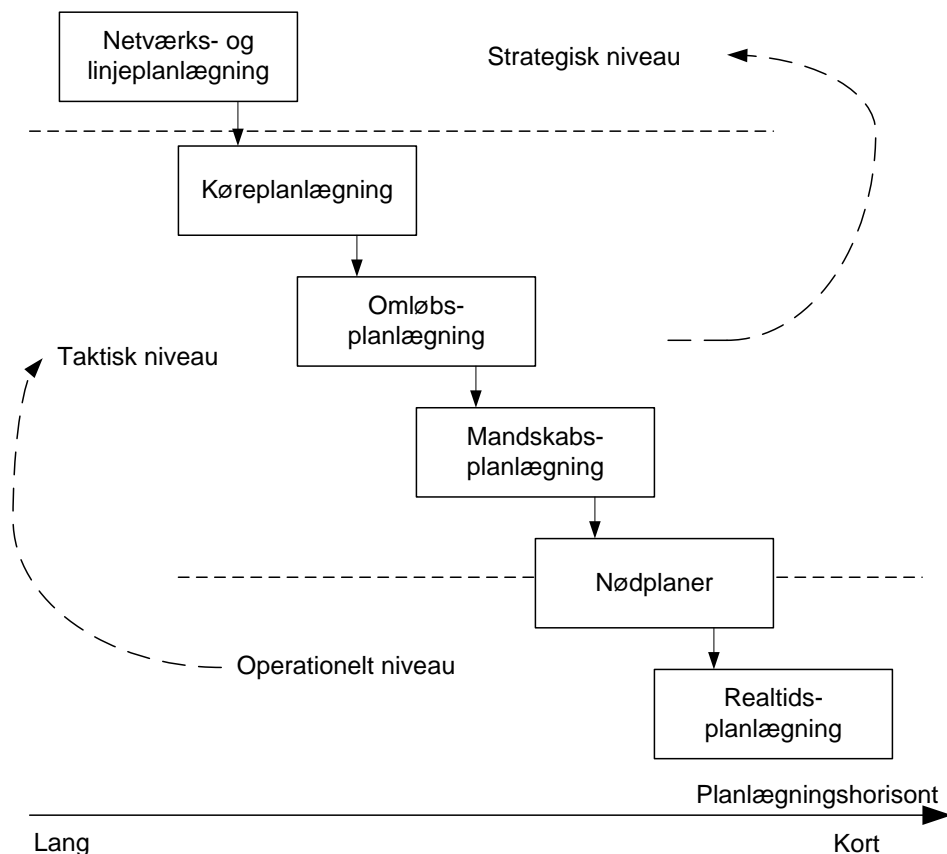 Netværks- og
linjeplanlægning
Strategisk niveau
Køreplanlægning
Omløbs-
planlægning
Taktisk niveau
Mandskabs-
planlægning
Nødplaner
Operationelt niveau
Realtids-
planlægning
Planlægningshorisont
Lang
Kort